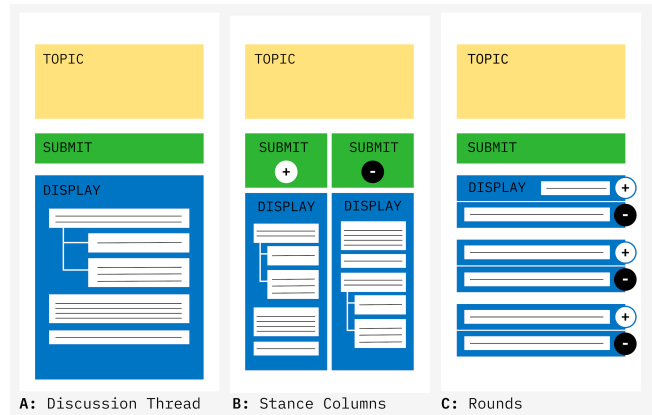 TOPIC
SUBMIT
DISPLAY
A: Discussion Thread
TOPIC
SUBMIT
+
SUBMIT
-
DISPLAY
DISPLAY
B: Stance Columns
TOPIC
SUBMIT
DISPLAY
+
-
+
-
+
-
C: Rounds